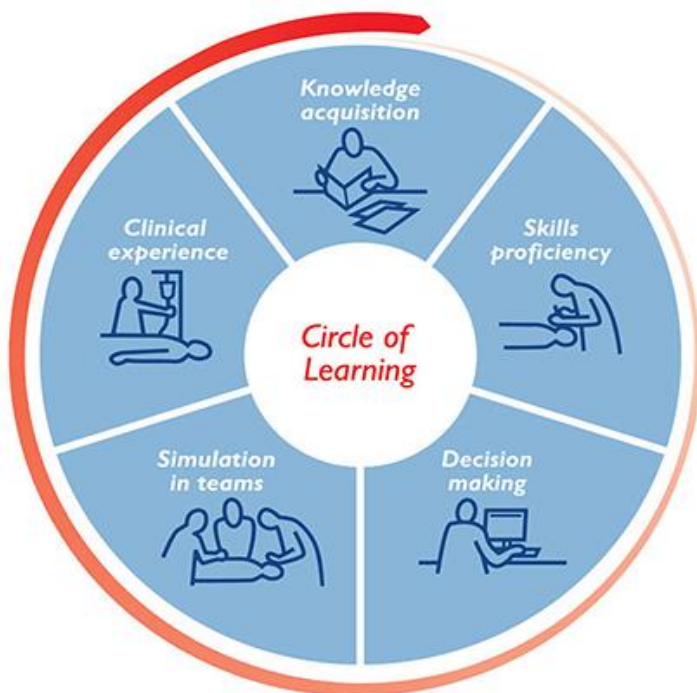 Knowledge
acquisition
Skills
proficiency
Decision
making
Simulation
in teams
Clinical
experience
Circle of
Learning